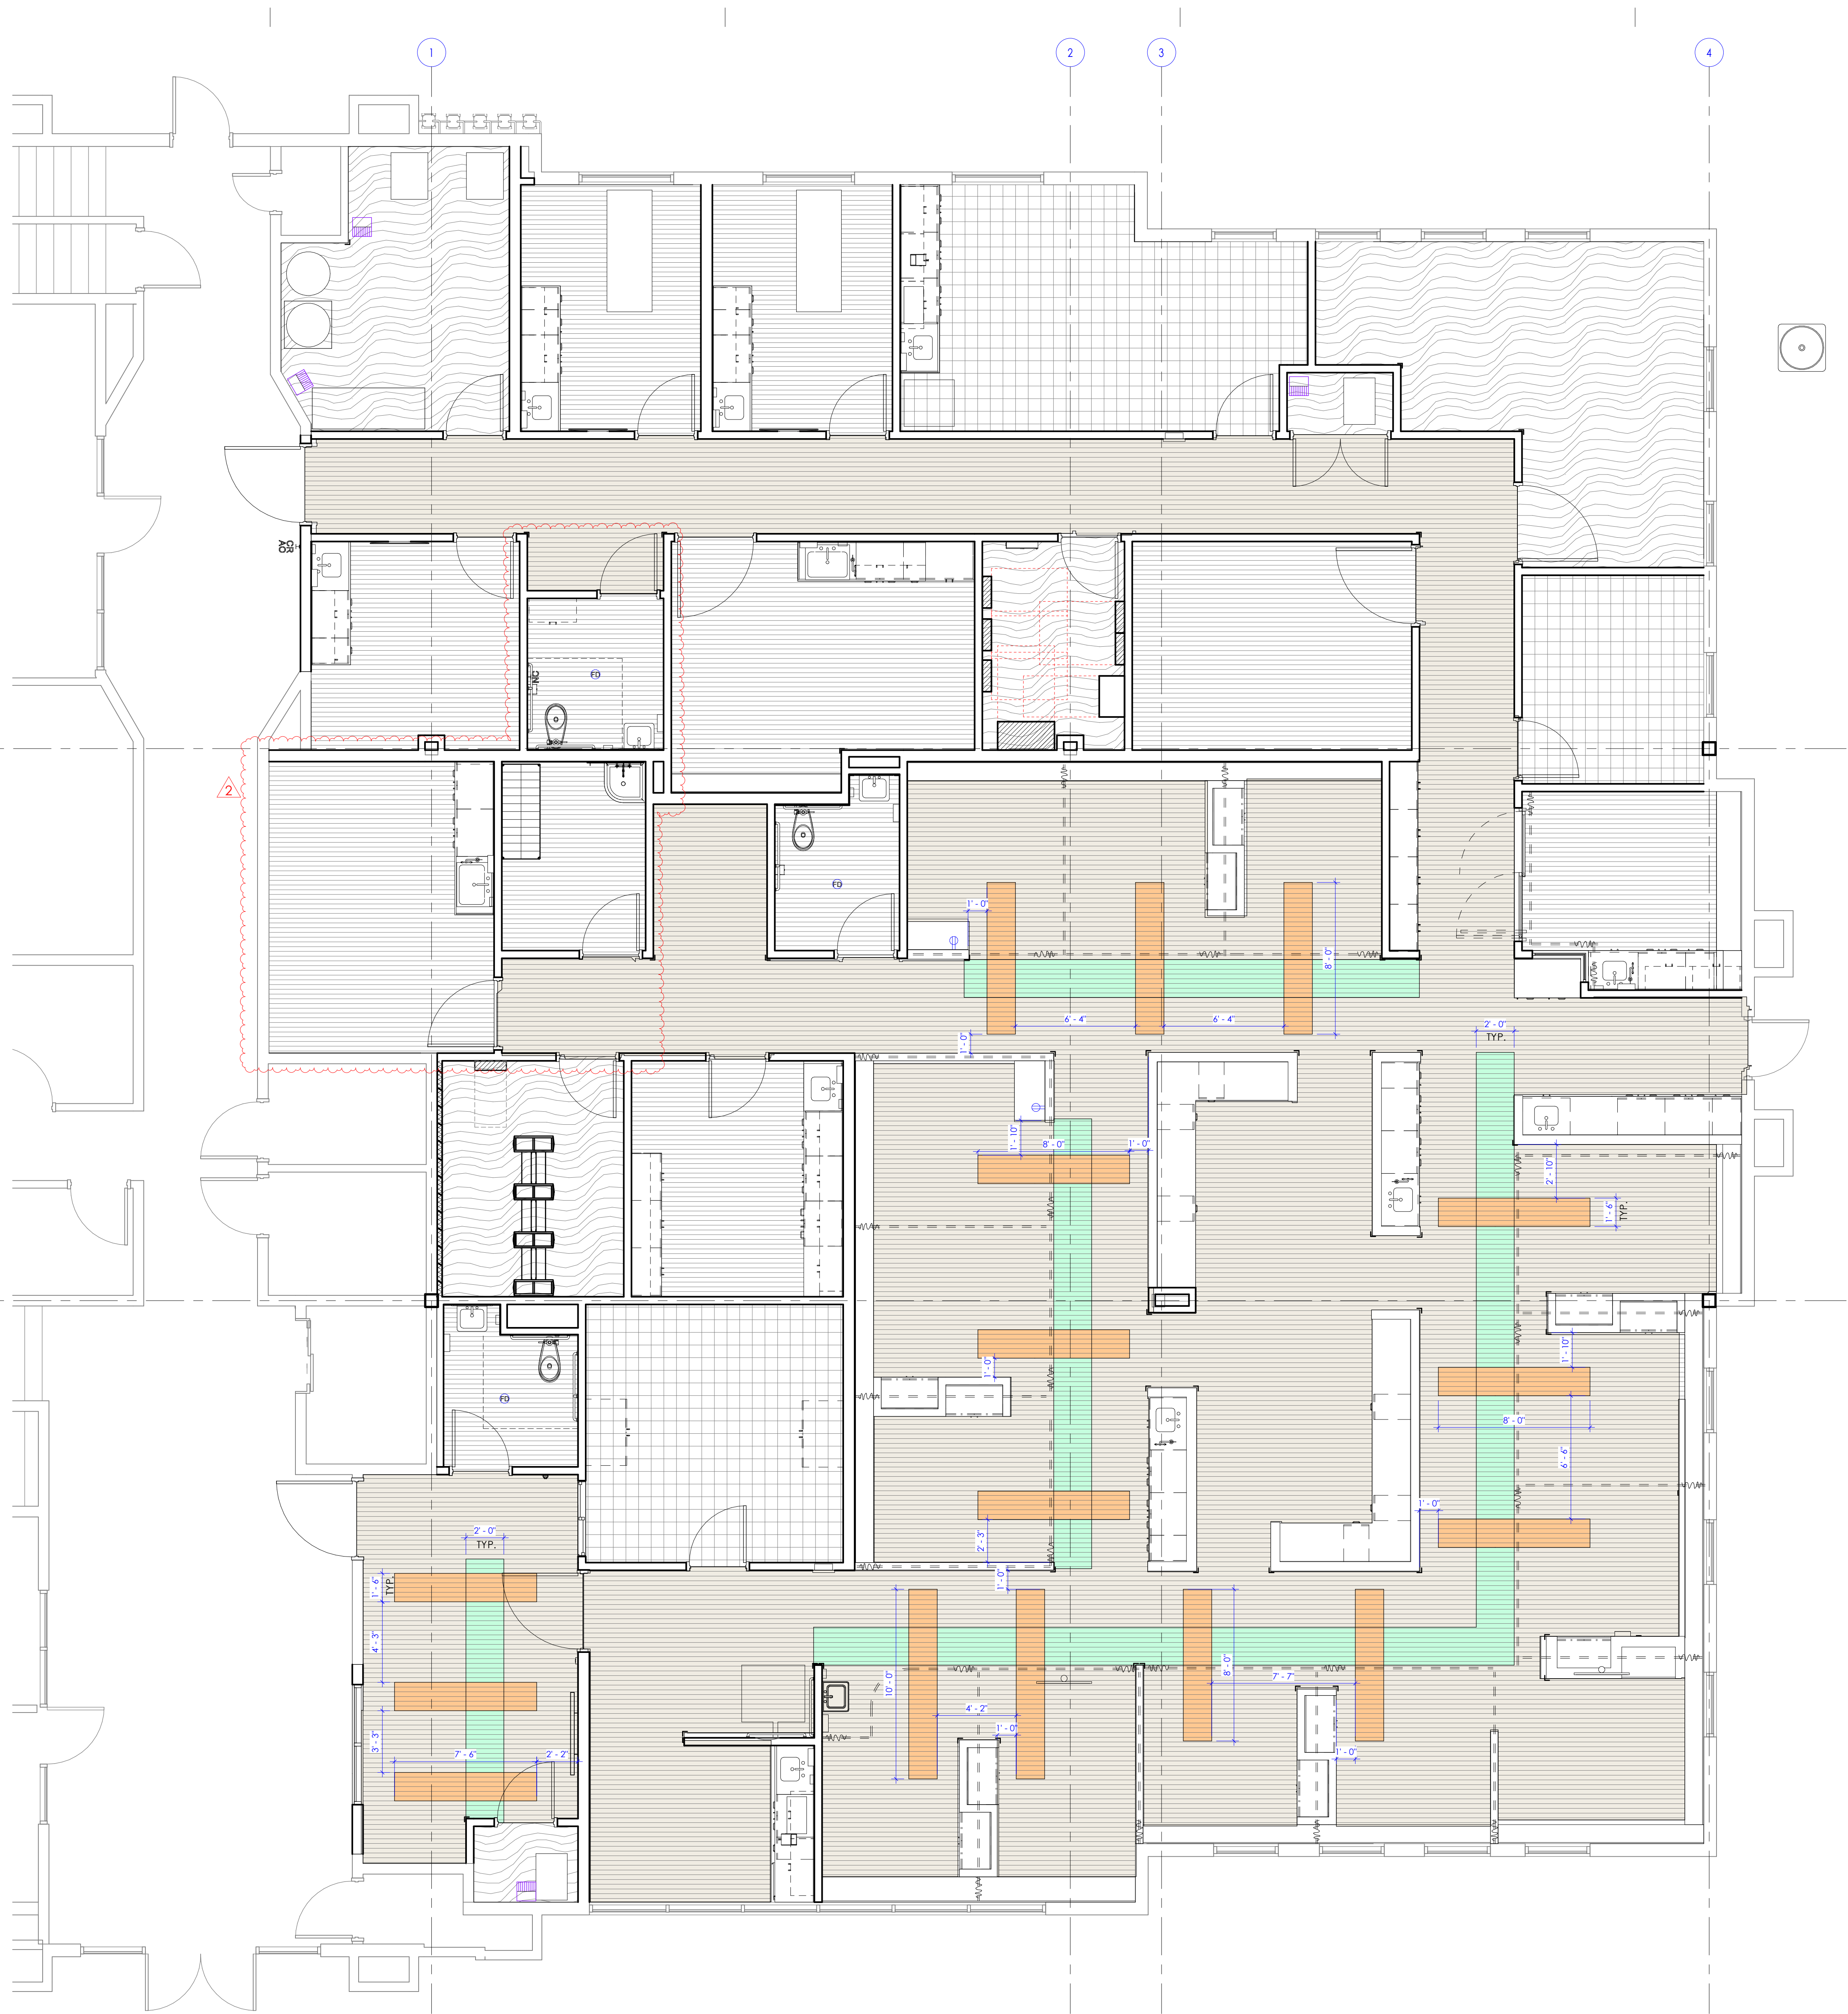 1
2
3
4
CR
AO
NC
FD
2
FD
1' - 0"
8' - 0"
6' - 4"
6' - 4"
1' - 0"
2' - 0"
TYP.
1' - 10"
8' - 0"
1' - 0"
2' - 10"
1' - 6"
TYP.
1' - 0"
1' - 10"
FD
8' - 0"
6' - 6"
1' - 0"
2' - 0"
TYP.
2' - 3"
1' - 6"
TYP.
1' - 0"
4' - 3"
10' - 0"
8' - 0"
7' - 7"
4' - 2"
1' - 0"
3' - 3"
7' - 6"
2' - 2"
1' - 0"